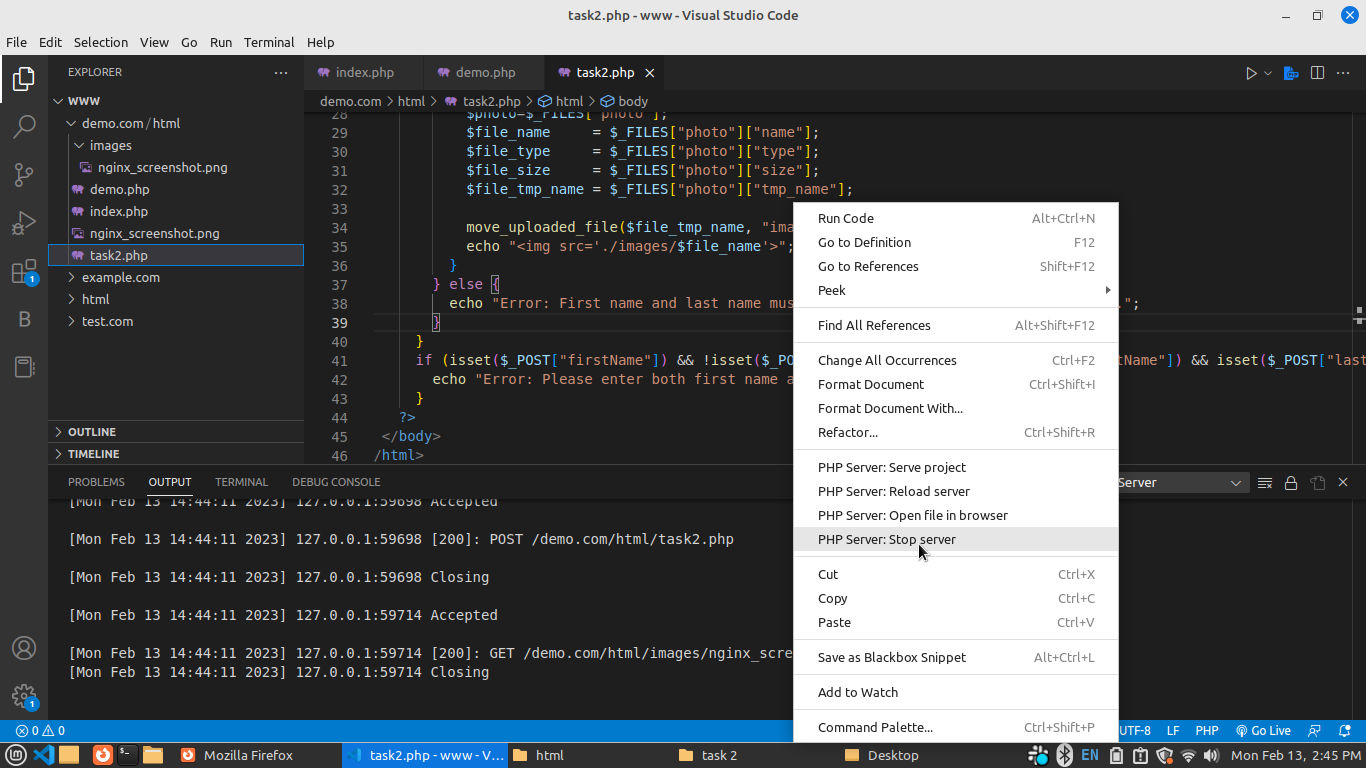 task2.php - www - Visual Studio Code
File Edit Selection View Go Run Terminal Help
EXPLORER
WWW
demo.com / html
images
nginx_screenshot.png
demo.php
index.php
nginx_screenshot.png
task2.php
example.com
html
test.com
OUTLINE
TIMELINE
1
B
1
index.php demo.php task2.php
demo.com > html > task2.php > html > body
28 $photo=$_FILES["photo"];
29 $file_name = $_FILES["photo"]["name"];
30 $file_type = $_FILES["photo"]["type"];
31 $file_size = $_FILES["photo"]["size"];
32 $file_tmp_name = $_FILES["photo"]["tmp_name"];
33
34 move_uploaded_file($file_tmp_name, "ima
35 echo "<img src='./images/$file_name'>";
36 }
37 } else {
38 echo "Error: First name and last name mus .";
39 }
40 }
41 if (isset($_POST["firstName"]) && !isset($_PO tName"]) && isset($_POST["last
42 echo "Error: Please enter both first name a
43 }
44 ?>
45 </body>
46 /html>
Run Code Alt+Ctrl+N
Go to Definition F12
Go to References Shift+F12
Peek
Find All References Alt+Shift+F12
Change All Occurrences Ctrl+F2
Format Document Ctrl+Shift+I
Format Document With...
Refactor... Ctrl+Shift+R
PHP Server: Serve project
PHP Server: Reload server
PHP Server: Open file in browser
PHP Server: Stop server
Cut Ctrl+X
Copy Ctrl+C
Paste Ctrl+V
Save as Blackbox Snippet Alt+Ctrl+L
Add to Watch
Command Palette... Ctrl+Shift+P
PROBLEMS OUTPUT TERMINAL DEBUG CONSOLE Server
[Mon Feb 13 14:44:11 2023] 127.0.0.1:59698 Accepted
[Mon Feb 13 14:44:11 2023] 127.0.0.1:59698 [200]: POST /demo.com/html/task2.php
[Mon Feb 13 14:44:11 2023] 127.0.0.1:59698 Closing
[Mon Feb 13 14:44:11 2023] 127.0.0.1:59714 Accepted
[Mon Feb 13 14:44:11 2023] 127.0.0.1:59714 [200]: GET /demo.com/html/images/nginx_scre
[Mon Feb 13 14:44:11 2023] 127.0.0.1:59714 Closing
0 0 UTF-8 LF PHP Go Live
Mozilla Firefox task2.php - www - V... html task 2 Desktop EN Mon Feb 13, 2:45 PM